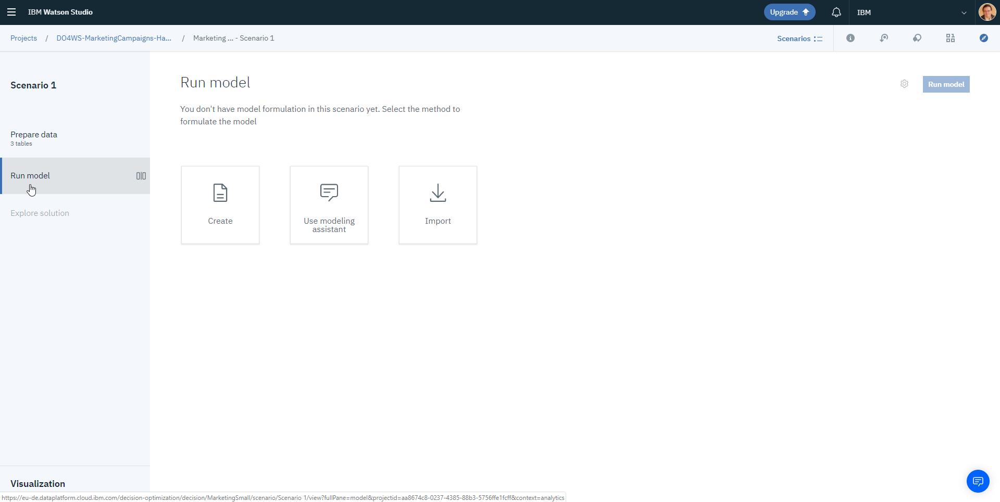 IBM Watson Studio
Upgrade
IBM
Projects / DO4WS-MarketingCampaigns-Ha... / Marketing ... - Scenario 1
Scenarios
Scenario 1
Run model
Run model
You don't have model formulation in this scenario yet. Select the method to
formulate the model
Prepare data
3 tables
Run model
Explore solution
Create
Use modeling
assistant
Import
Visualization
https://eu-de.dataplatform.cloud.ibm.com/decision-optimization/decision/MarketingSmall/scenario/Scenario 1/view?fullPane=model&projectid=aa8674c8-0237-4385-88b3-5756ffe1fcff&context=analytics